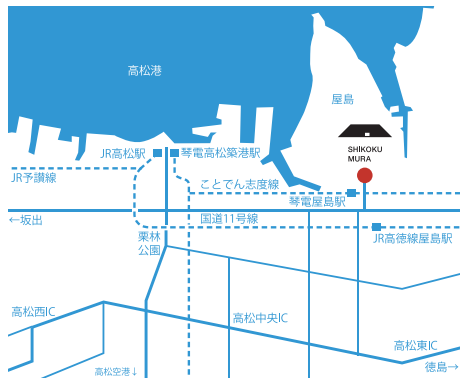 高松港
屋島
SHIKOKU
MURA
JR高松駅
琴電高松築港駅
JR予讃線
ことでん志度線
琴電屋島駅
←坂出
国道11号線
栗林
公園
JR高徳線屋島駅
高松西IC
高松中央IC
高松東IC
高松空港↓
徳島→